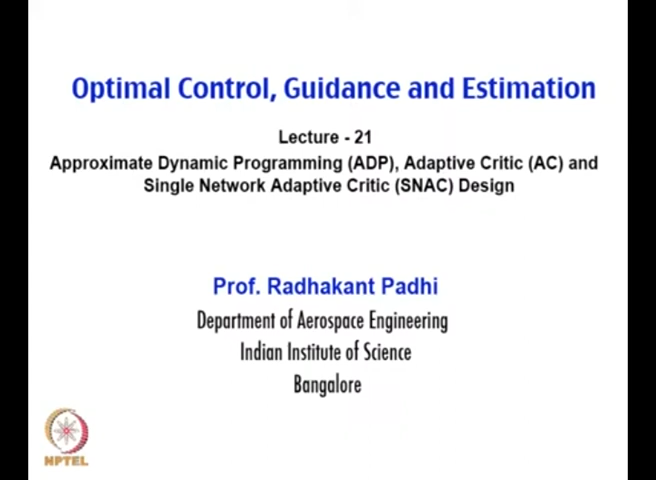 Optimal Control, Guidance and Estimation
Lecture - 21
Approximate Dynamic Programming (ADP), Adaptive Critic (AC) and
Single Network Adaptive Critic (SNAC) Design
Prof. Radhakant Padhi
Department of Aerospace Engineering
Indian Institute of Science
Bangalore
NPTEL